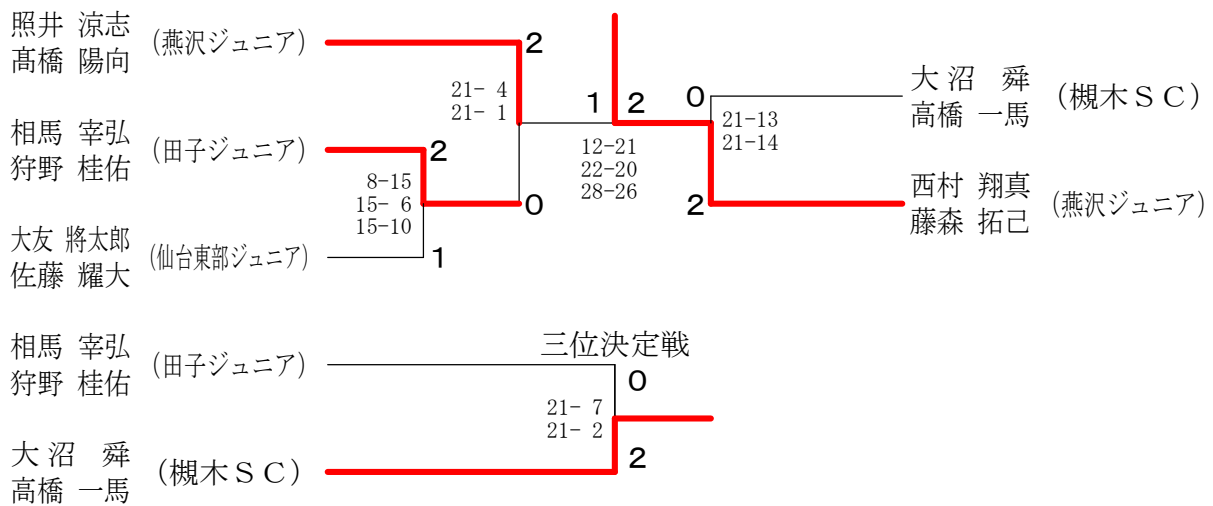 照井 涼志
髙橋 陽向
(燕沢ジュニア)
2
21- 4
21- 1
相馬 宰弘
狩野 桂佑
(田子ジュニア)
2
8-15
15- 6
15-10
0
大友 將太郎
佐藤 耀大
(仙台東部ジュニア)
1
1
2
12-21
22-20
28-26
0
21-13
21-14
2
大沼 舜
高橋 一馬
(槻木SC)
西村 翔真
藤森 拓己
(燕沢ジュニア)
三位決定戦
相馬 宰弘
狩野 桂佑
(田子ジュニア)
0
21- 7
21- 2
2
大沼 舜
高橋 一馬
(槻木SC)